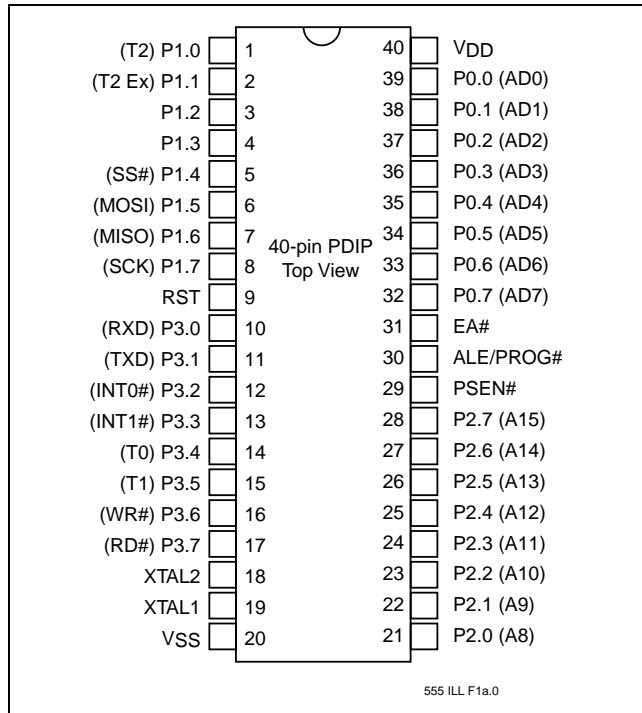 (T2) P1.0 1 40 VDD
(T2 Ex) P1.1 2 39 P0.0 (AD0)
P1.2 3 38 P0.1 (AD1)
P1.3 4 37 P0.2 (AD2)
(SS#) P1.4 5 36 P0.3 (AD3)
(MOSI) P1.5 6 35 P0.4 (AD4)
(MISO) P1.6 7 34 P0.5 (AD5)
40-pin PDIP
(SCK) P1.7 8 33 P0.6 (AD6)
Top View
RST 9 32 P0.7 (AD7)
(RXD) P3.0 10 31 EA#
(TXD) P3.1 11 30 ALE/PROG#
(INT0#) P3.2 12 29 PSEN#
(INT1#) P3.3 13 28 P2.7 (A15)
(T0) P3.4 14 27 P2.6 (A14)
(T1) P3.5 15 26 P2.5 (A13)
(WR#) P3.6 16 25 P2.4 (A12)
(RD#) P3.7 17 24 P2.3 (A11)
XTAL2 18 23 P2.2 (A10)
XTAL1 19 22 P2.1 (A9)
VSS 20 21 P2.0 (A8)
555 ILL F1a.0